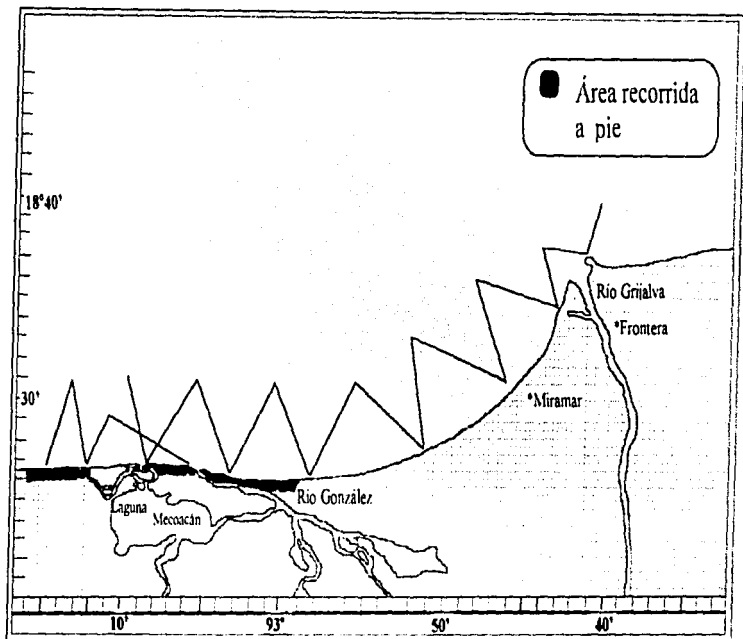 Área recorrida
a pie
18°40'
Río Grijalva
*Frontera
30'
*Miramar
Río González
Laguna
Mecoacán
10'
93°
50'
40'